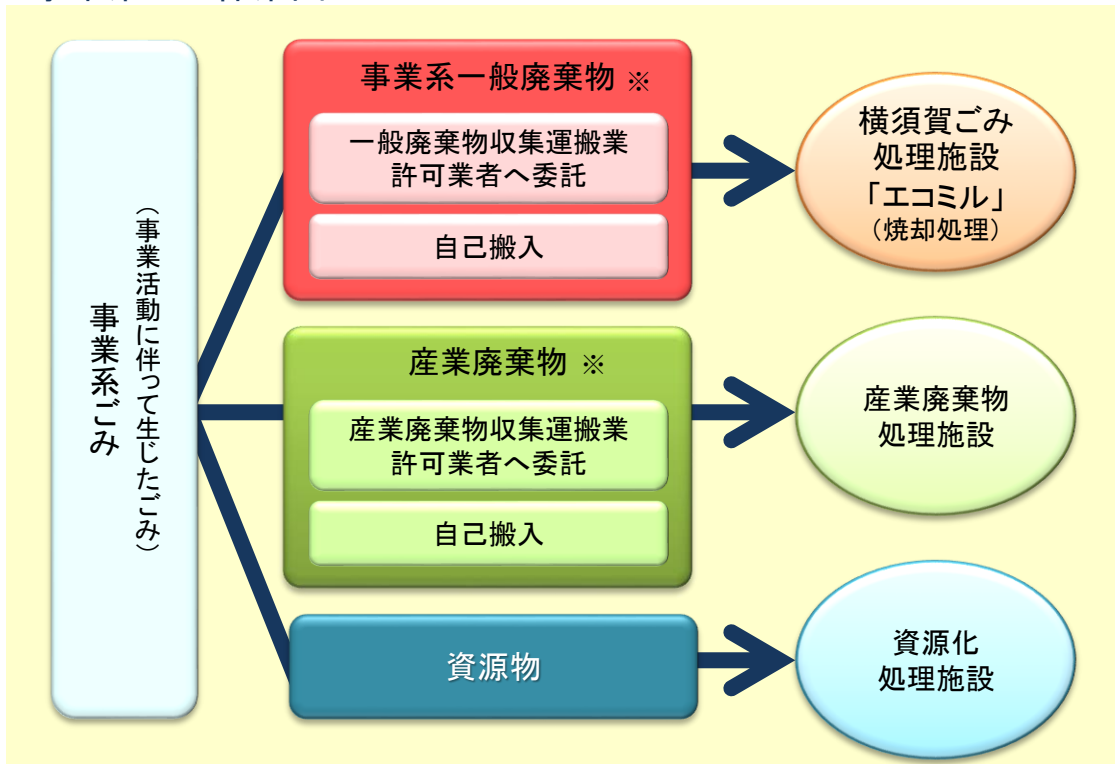 事業系ごみ
（事業活動に伴って生じたごみ）
事業系一般廃棄物 ※
一般廃棄物収集運搬業
許可業者へ委託
自己搬入
横須賀ごみ
処理施設
「エコミル」
（焼却処理）
産業廃棄物 ※
産業廃棄物収集運搬業
許可業者へ委託
自己搬入
産業廃棄物
処理施設
資源物
資源化
処理施設